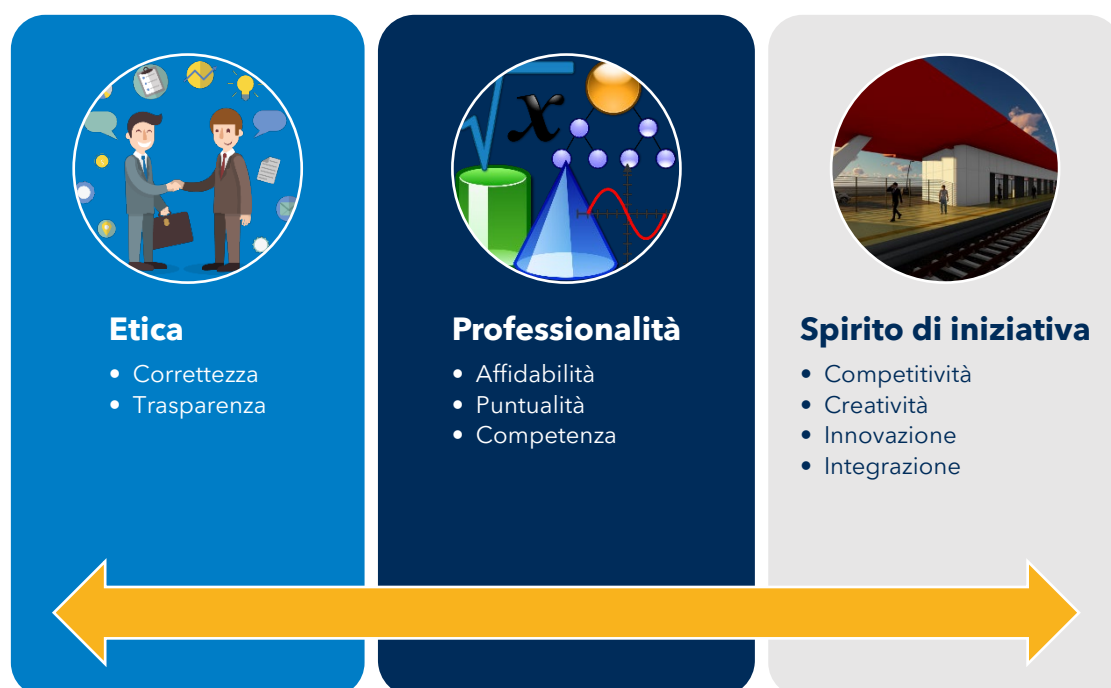 Etica
• Correttezza
• Trasparenza
Professionalità
• Affidabilità
• Puntualità
• Competenza
Spirito di iniziativa
• Competitività
• Creatività
• Innovazione
• Integrazione